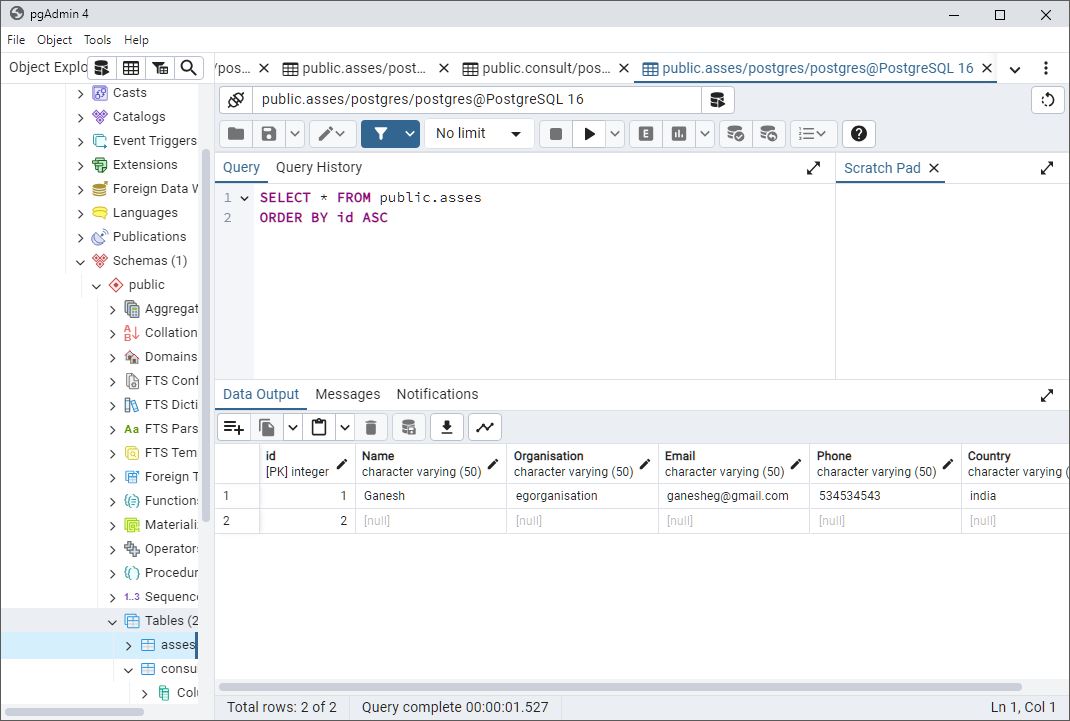 pgAdmin 4
File Object Tools Help
Object Explo
/pos... public.asses/post... public.consult/pos... public.asses/postgres/postgres@PostgreSQL 16
public.asses/postgres/postgres@PostgreSQL 16
No limit
Query Query History
Scratch Pad
1 SELECT * FROM public.asses
2 ORDER BY id ASC
Casts
Catalogs
Event Triggers
Extensions
Foreign Data W
Languages
Publications
Schemas (1)
public
Aggregat
Collation
Domains
FTS Conf
FTS Dicti
Aa FTS Pars
FTS Tem
Foreign T
Functions
Materiali
Operators
Procedur
1..3 Sequence
Tables (2
asses
consu
Colu
Data Output Messages Notifications
id Name Organisation Email Phone Country
[PK] integer character varying (50) character varying (50) character varying (50) character varying (50) character varying (
1 1 Ganesh egorganisation ganesheg@gmail.com 534534543 india
2 2 [null] [null] [null] [null] [null]
Total rows: 2 of 2 Query complete 00:00:01.527 Ln 1, Col 1